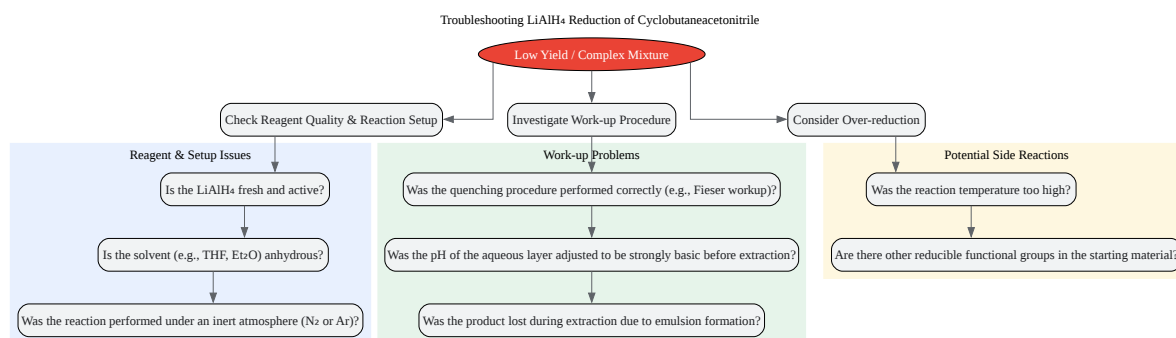 Troubleshooting LiAlH₄ Reduction of Cyclobutaneacetonitrile
Low Yield / Complex Mixture
Check Reagent Quality & Reaction Setup
Investigate Work-up Procedure
Consider Over-reduction
Reagent & Setup Issues
Work-up Problems
Potential Side Reactions
Is the LiAlH₄ fresh and active?
Was the quenching procedure performed correctly (e.g., Fieser workup)?
Was the reaction temperature too high?
Is the solvent (e.g., THF, Et₂O) anhydrous?
Was the pH of the aqueous layer adjusted to be strongly basic before extraction?
Are there other reducible functional groups in the starting material?
Was the reaction performed under an inert atmosphere (N₂ or Ar)?
Was the product lost during extraction due to emulsion formation?